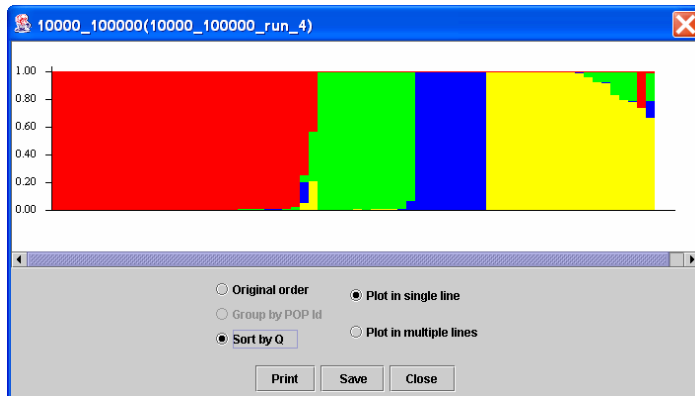 10000_100000(10000_100000_run_4)
1.00
0.80
0.60
0.40
0.20
0.00
Original order
Plot in single line
Group by POP Id
Sort by Q
Plot in multiple lines
Print Save Close